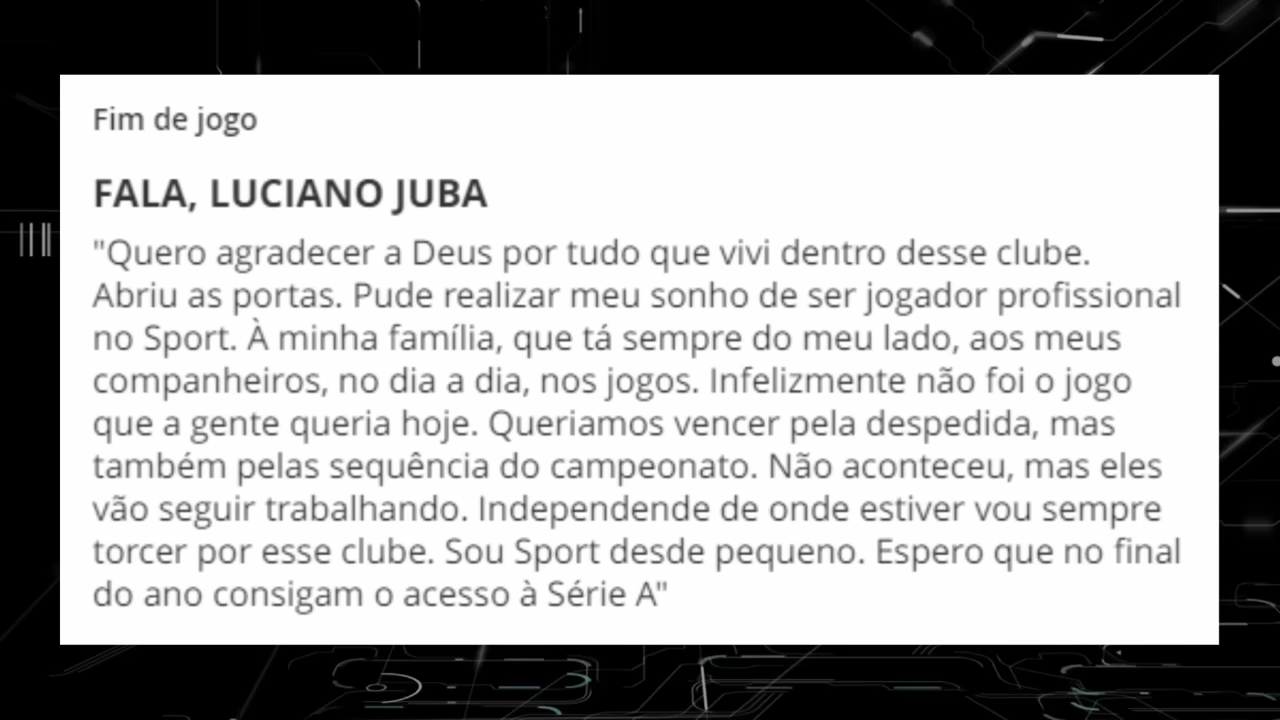 Fim de jogo
FALA, LUCIANO JUBA
"Quero agradecer a Deus por tudo que vivi dentro desse clube.
Abriu as portas. Pude realizar meu sonho de ser jogador profissional
no Sport. À minha família, que tá sempre do meu lado, aos meus
companheiros, no dia a dia, nos jogos. Infelizmente não foi o jogo
que a gente queria hoje. Queriamos vencer pela despedida, mas
também pelas sequência do campeonato. Não aconteceu, mas eles
vão seguir trabalhando. Independende de onde estiver vou sempre
torcer por esse clube. Sou Sport desde pequeno. Espero que no final
do ano consigam o acesso à Série A"